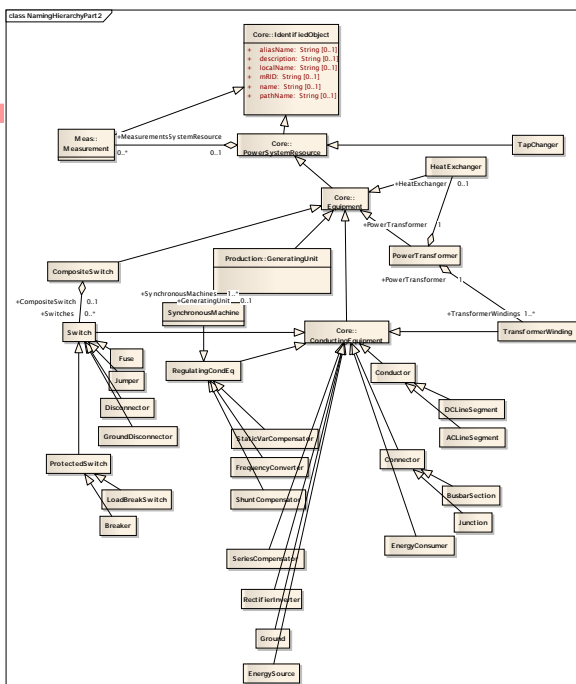 class NamingHierarchyPart2
Core::IdentifiedObject
+ aliasName: String [0..1]
+ description: String [0..1]
+ localName: String [0..1]
+ mRID: String [0..1]
+ name: String [0..1]
+ pathName: String [0..1]
Meas::
Measurement
+MeasurementsSystemResource
0..*
0..1
Core::
PowerSystemResource
TapChanger
HeatExchanger
+HeatExchanger
0..1
Core::
Equipment
+PowerTransformer
1
Production::GeneratingUnit
PowerTransformer
CompositeSwitch
+PowerTransformer
1
+SynchronousMachines 1..*
+CompositeSwitch 0..1
+GeneratingUnit 0..1
+Switches 0..*
SynchronousMachine
+TransformerWindings 1..*
Switch
Core::
ConductingEquipment
TransformerWinding
Fuse
Jumper
RegulatingCondEq
Conductor
Disconnector
DCLineSegment
GroundDisconnector
StaticVarCompensator
ACLineSegment
ProtectedSwitch
FrequencyConverter
Connector
LoadBreakSwitch
ShuntCompensator
BusbarSection
Breaker
Junction
EnergyConsumer
SeriesCompensator
RectifierInverter
Ground
EnergySource